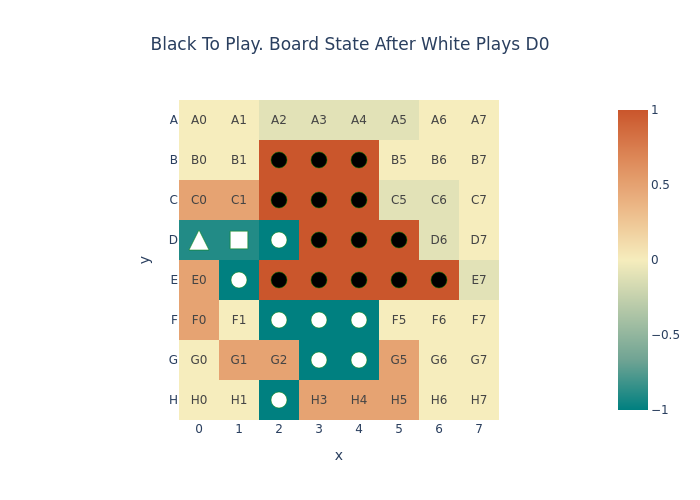 Black To Play. Board State After White Plays D0
A A0 A1 A2 A3 A4 A5 A6 A7
B B0 B1 B5 B6 B7
C C0 C1 C5 C6 C7
D D6 D7
E E0 E7
F F0 F1 F5 F6 F7
G G0 G1 G2 G5 G6 G7
H H0 H1 H3 H4 H5 H6 H7
0 1 2 3 4 5 6 7
x
y
1
0.5
0
−0.5
−1